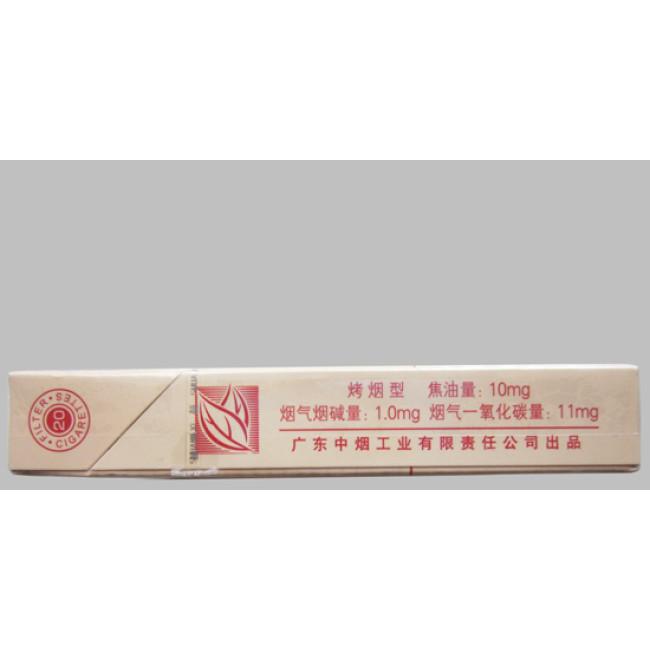 FILTER · CIGARETTES ·
20
烤烟型 焦油量: 10mg
烟气烟碱量: 1.0mg 烟气一氧化碳量: 11mg
广东中烟工业有限责任公司出品